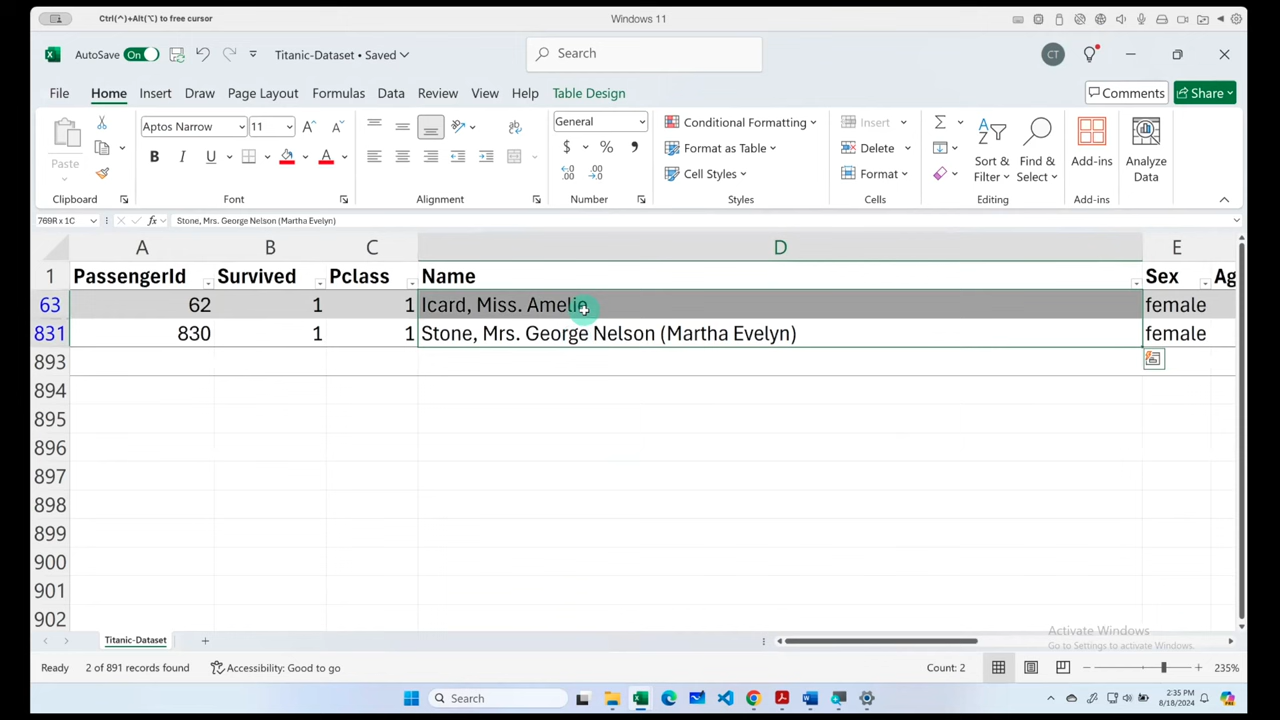 Ctrl(^)+Alt(⌥) to free cursor
Windows 11
AutoSave On Titanic-Dataset • Saved Search CT
File Home Insert Draw Page Layout Formulas Data Review View Help Table Design Comments Share
Aptos Narrow 11 General Conditional Formatting Insert
Paste Format as Table Delete Sort & Filter Find & Select Add-ins Analyze Data
B I U A $ % , Cell Styles Format
Clipboard Font Alignment Number Styles Cells Editing Add-ins
769R x 1C fx Stone, Mrs. George Nelson (Martha Evelyn)
A B C D E
1 PassengerId Survived Pclass Name Sex Ag
63 62 1 1 Icard, Miss. Amelie female
831 830 1 1 Stone, Mrs. George Nelson (Martha Evelyn) female
893
894
895
896
897
898
899
900
901
902
Activate Windows
Go to Settings to activate Windows.
Titanic-Dataset
Ready 2 of 891 records found Accessibility: Good to go Count: 2 235%
Search 2:35 PM
8/18/2024